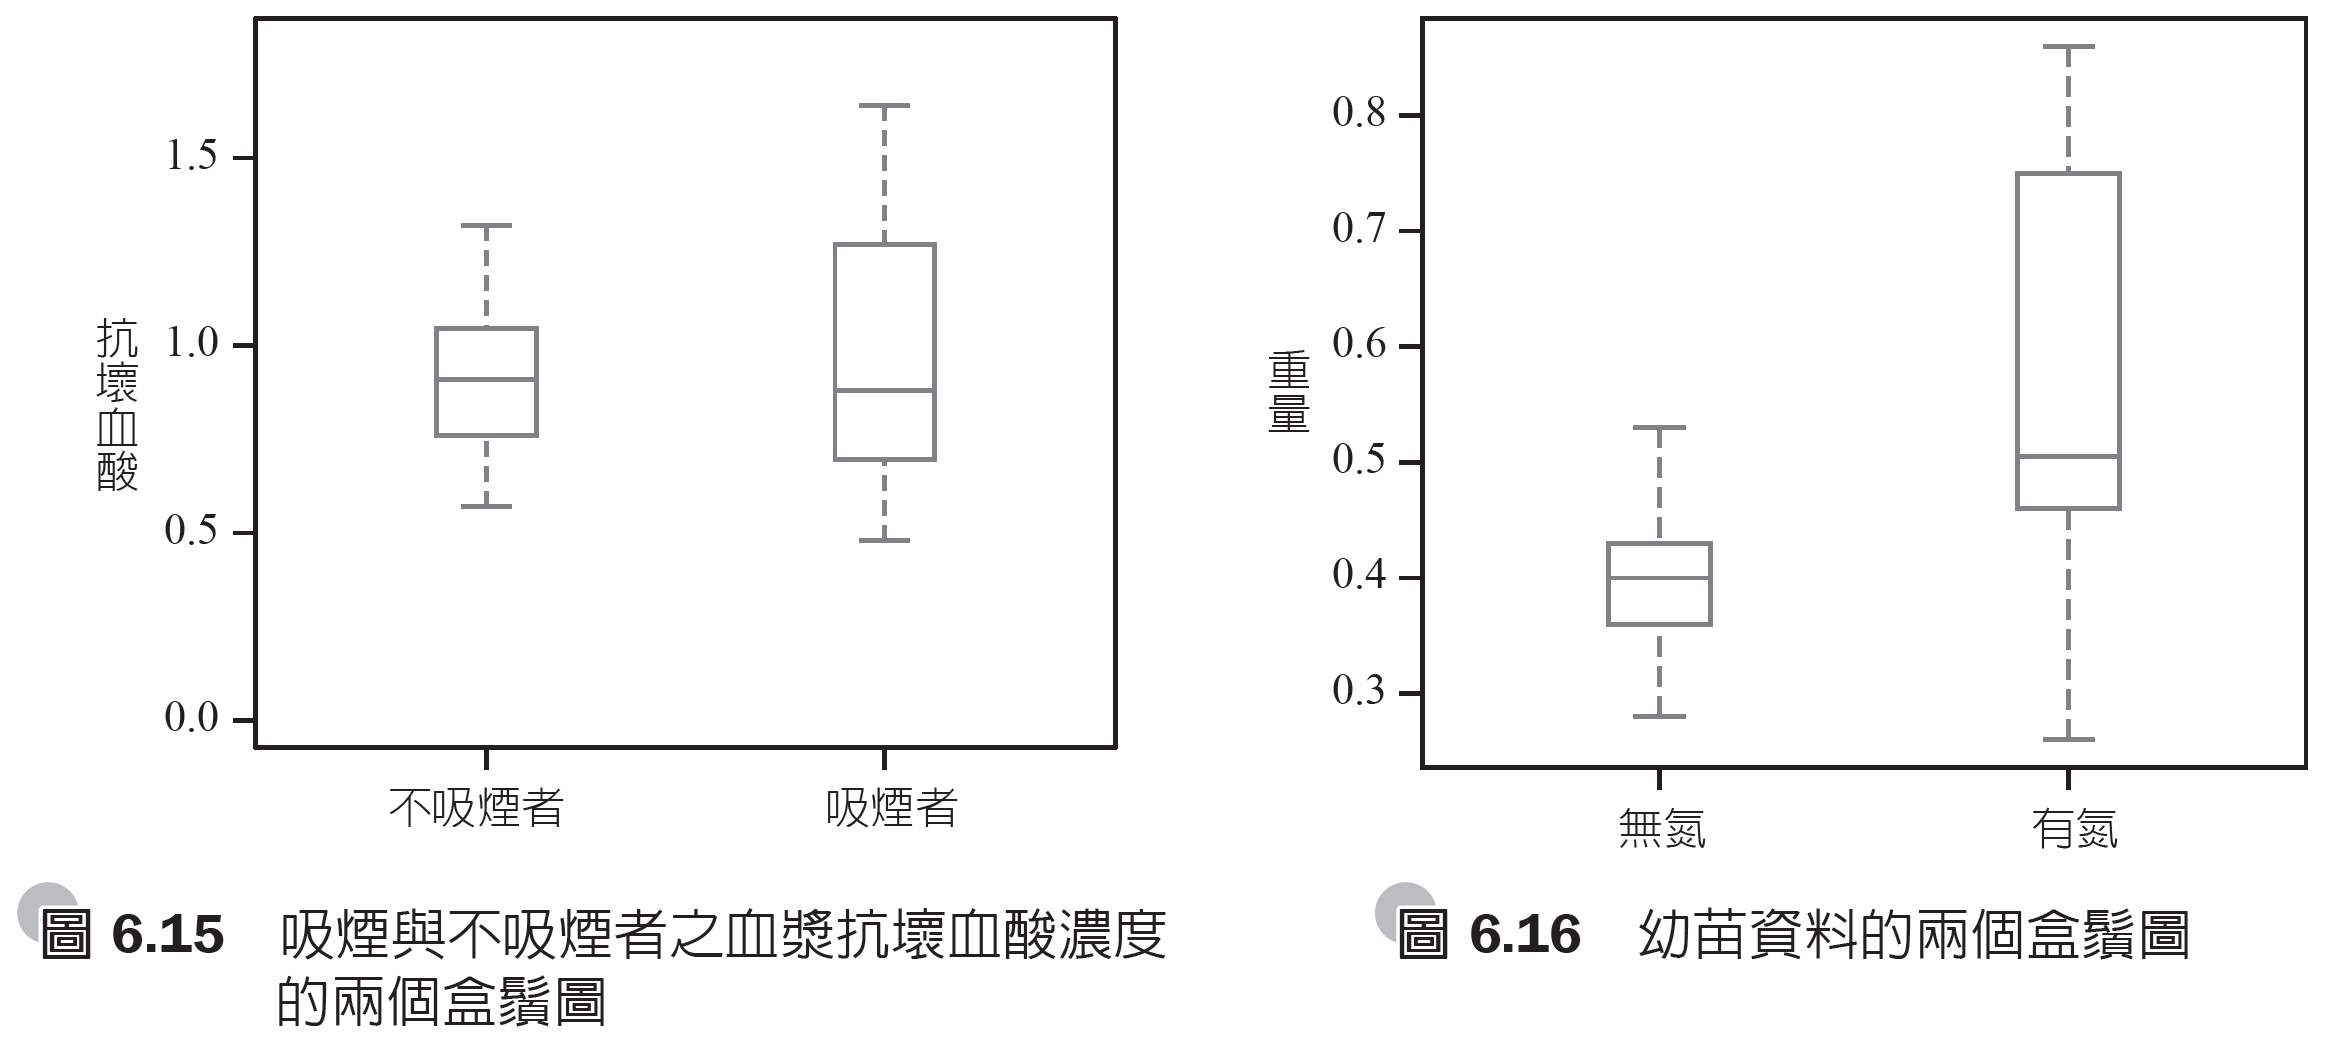 抗壞血酸
1.5
1.0
0.5
0.0
不吸煙者
吸煙者
圖 6.15 吸煙與不吸煙者之血漿抗壞血酸濃度
的兩個盒鬚圖
重量
0.8
0.7
0.6
0.5
0.4
0.3
無氮
有氮
圖 6.16 幼苗資料的兩個盒鬚圖